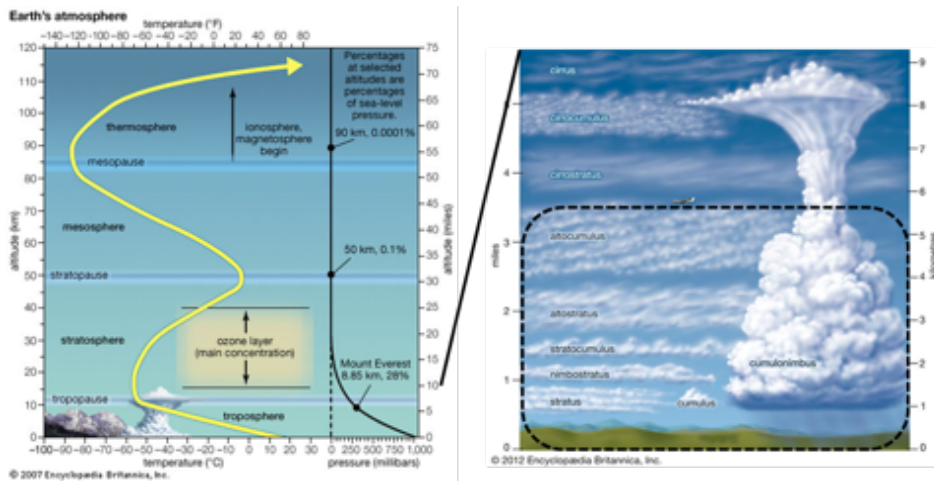 Earth's atmosphere
temperature (°F)
−140 −120 −100 −80 −60 −40 −20 0 20 40 60 80
120
110
100
90
80
70
60
50
40
30
20
10
0
altitude (km)
thermosphere
mesopause
mesosphere
stratopause
stratosphere
tropopause
troposphere
ionosphere,
magnetosphere
begin
ozone layer
(main concentration)
Percentages
at selected
altitudes are
percentages
of sea-level
pressure.
90 km, 0.0001%
50 km, 0.1%
Mount Everest
8.85 km, 28%
75
70
65
60
55
50
45
40
35
30
25
20
15
10
5
0
altitude (miles)
−100 −90 −80 −70 −60 −50 −40 −30 −20 −10 0 10 20 30
temperature (°C)
0 250 500 750 1,000
pressure (millibars)
© 2007 Encyclopædia Britannica, Inc.
cirrus
cirrocumulus
cirrostratus
altocumulus
altostratus
stratocumulus
nimbostratus
stratus
cumulus
cumulonimbus
4
3
2
1
0
miles
9
8
7
6
5
4
3
2
1
0
kilometres
© 2012 Encyclopædia Britannica, Inc.